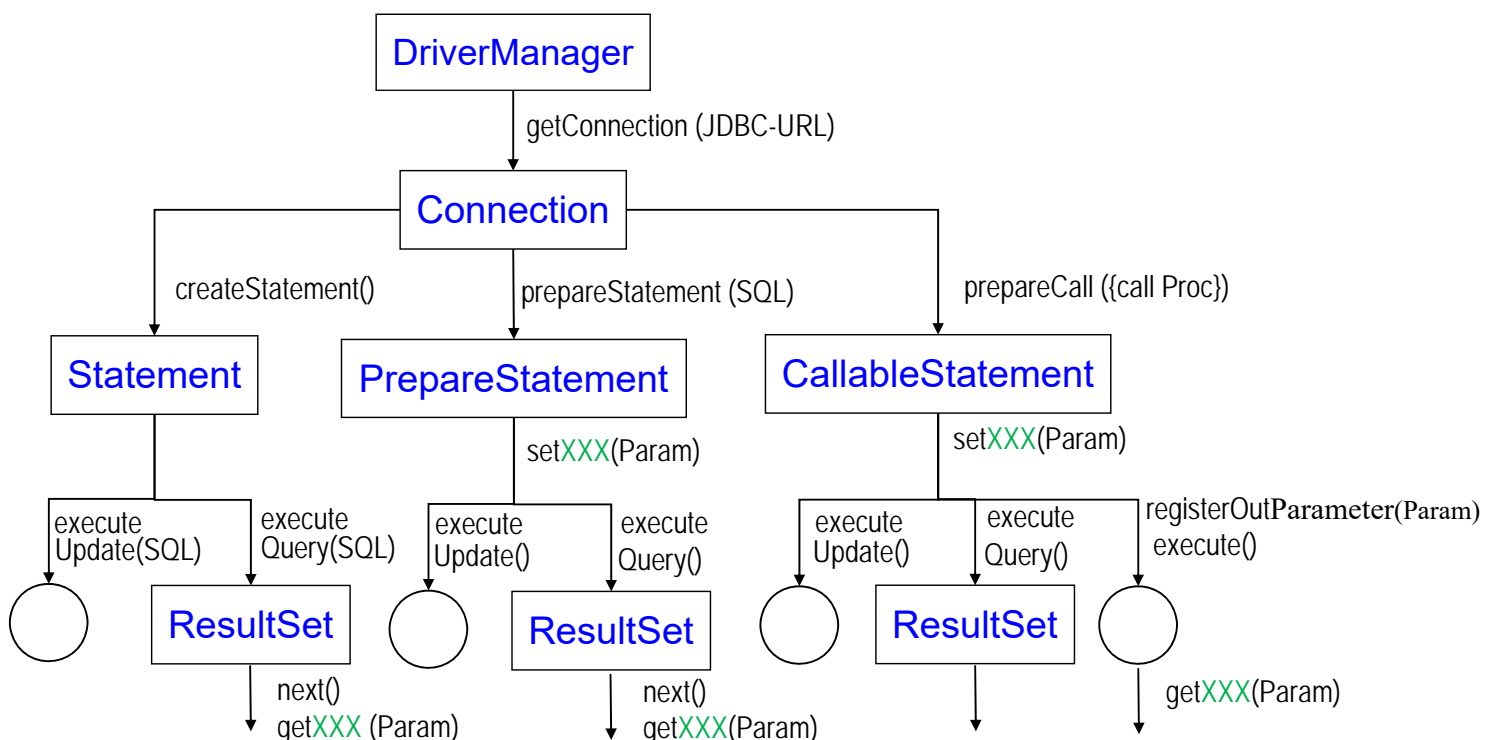 DriverManager
getConnection (JDBC-URL)
Connection
createStatement()
prepareStatement (SQL)
prepareCall ({call Proc})
Statement
PrepareStatement
CallableStatement
setXXX(Param)
setXXX(Param)
execute
Update(SQL)
execute
Query(SQL)
execute
Update()
execute
Query()
execute
Update()
execute
Query()
registerOutParameter(Param)
execute()
ResultSet
ResultSet
ResultSet
next()
getXXX (Param)
next()
getXXX(Param)
getXXX(Param)